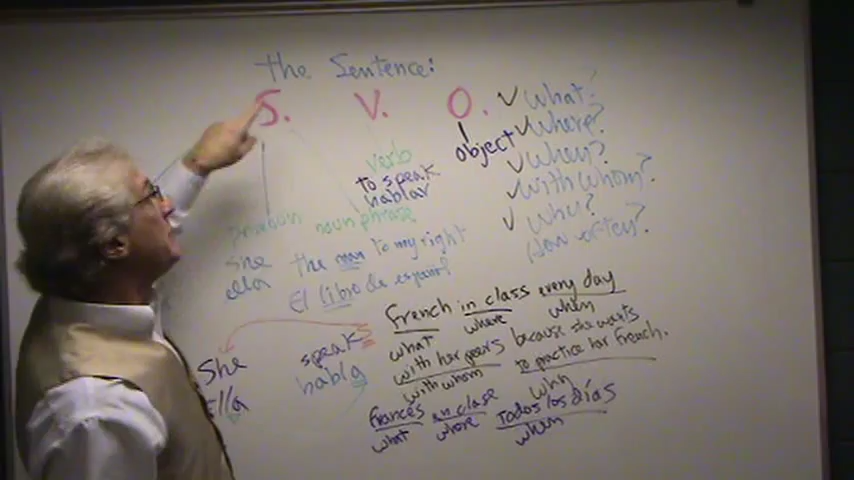 The Sentence:
S. V. O.
object
✓ What?
✓ Where?
✓ When?
✓ With whom?
✓ Why?
How often?
verb
to speak
hablar
pronoun
she
ella
noun phrase
the man to my right
El libro de español
She speaks French in class every day
what where when
with her peers because she wants
to practice her French.
with whom
Ella habla Francés en clase Todos los días
what where when